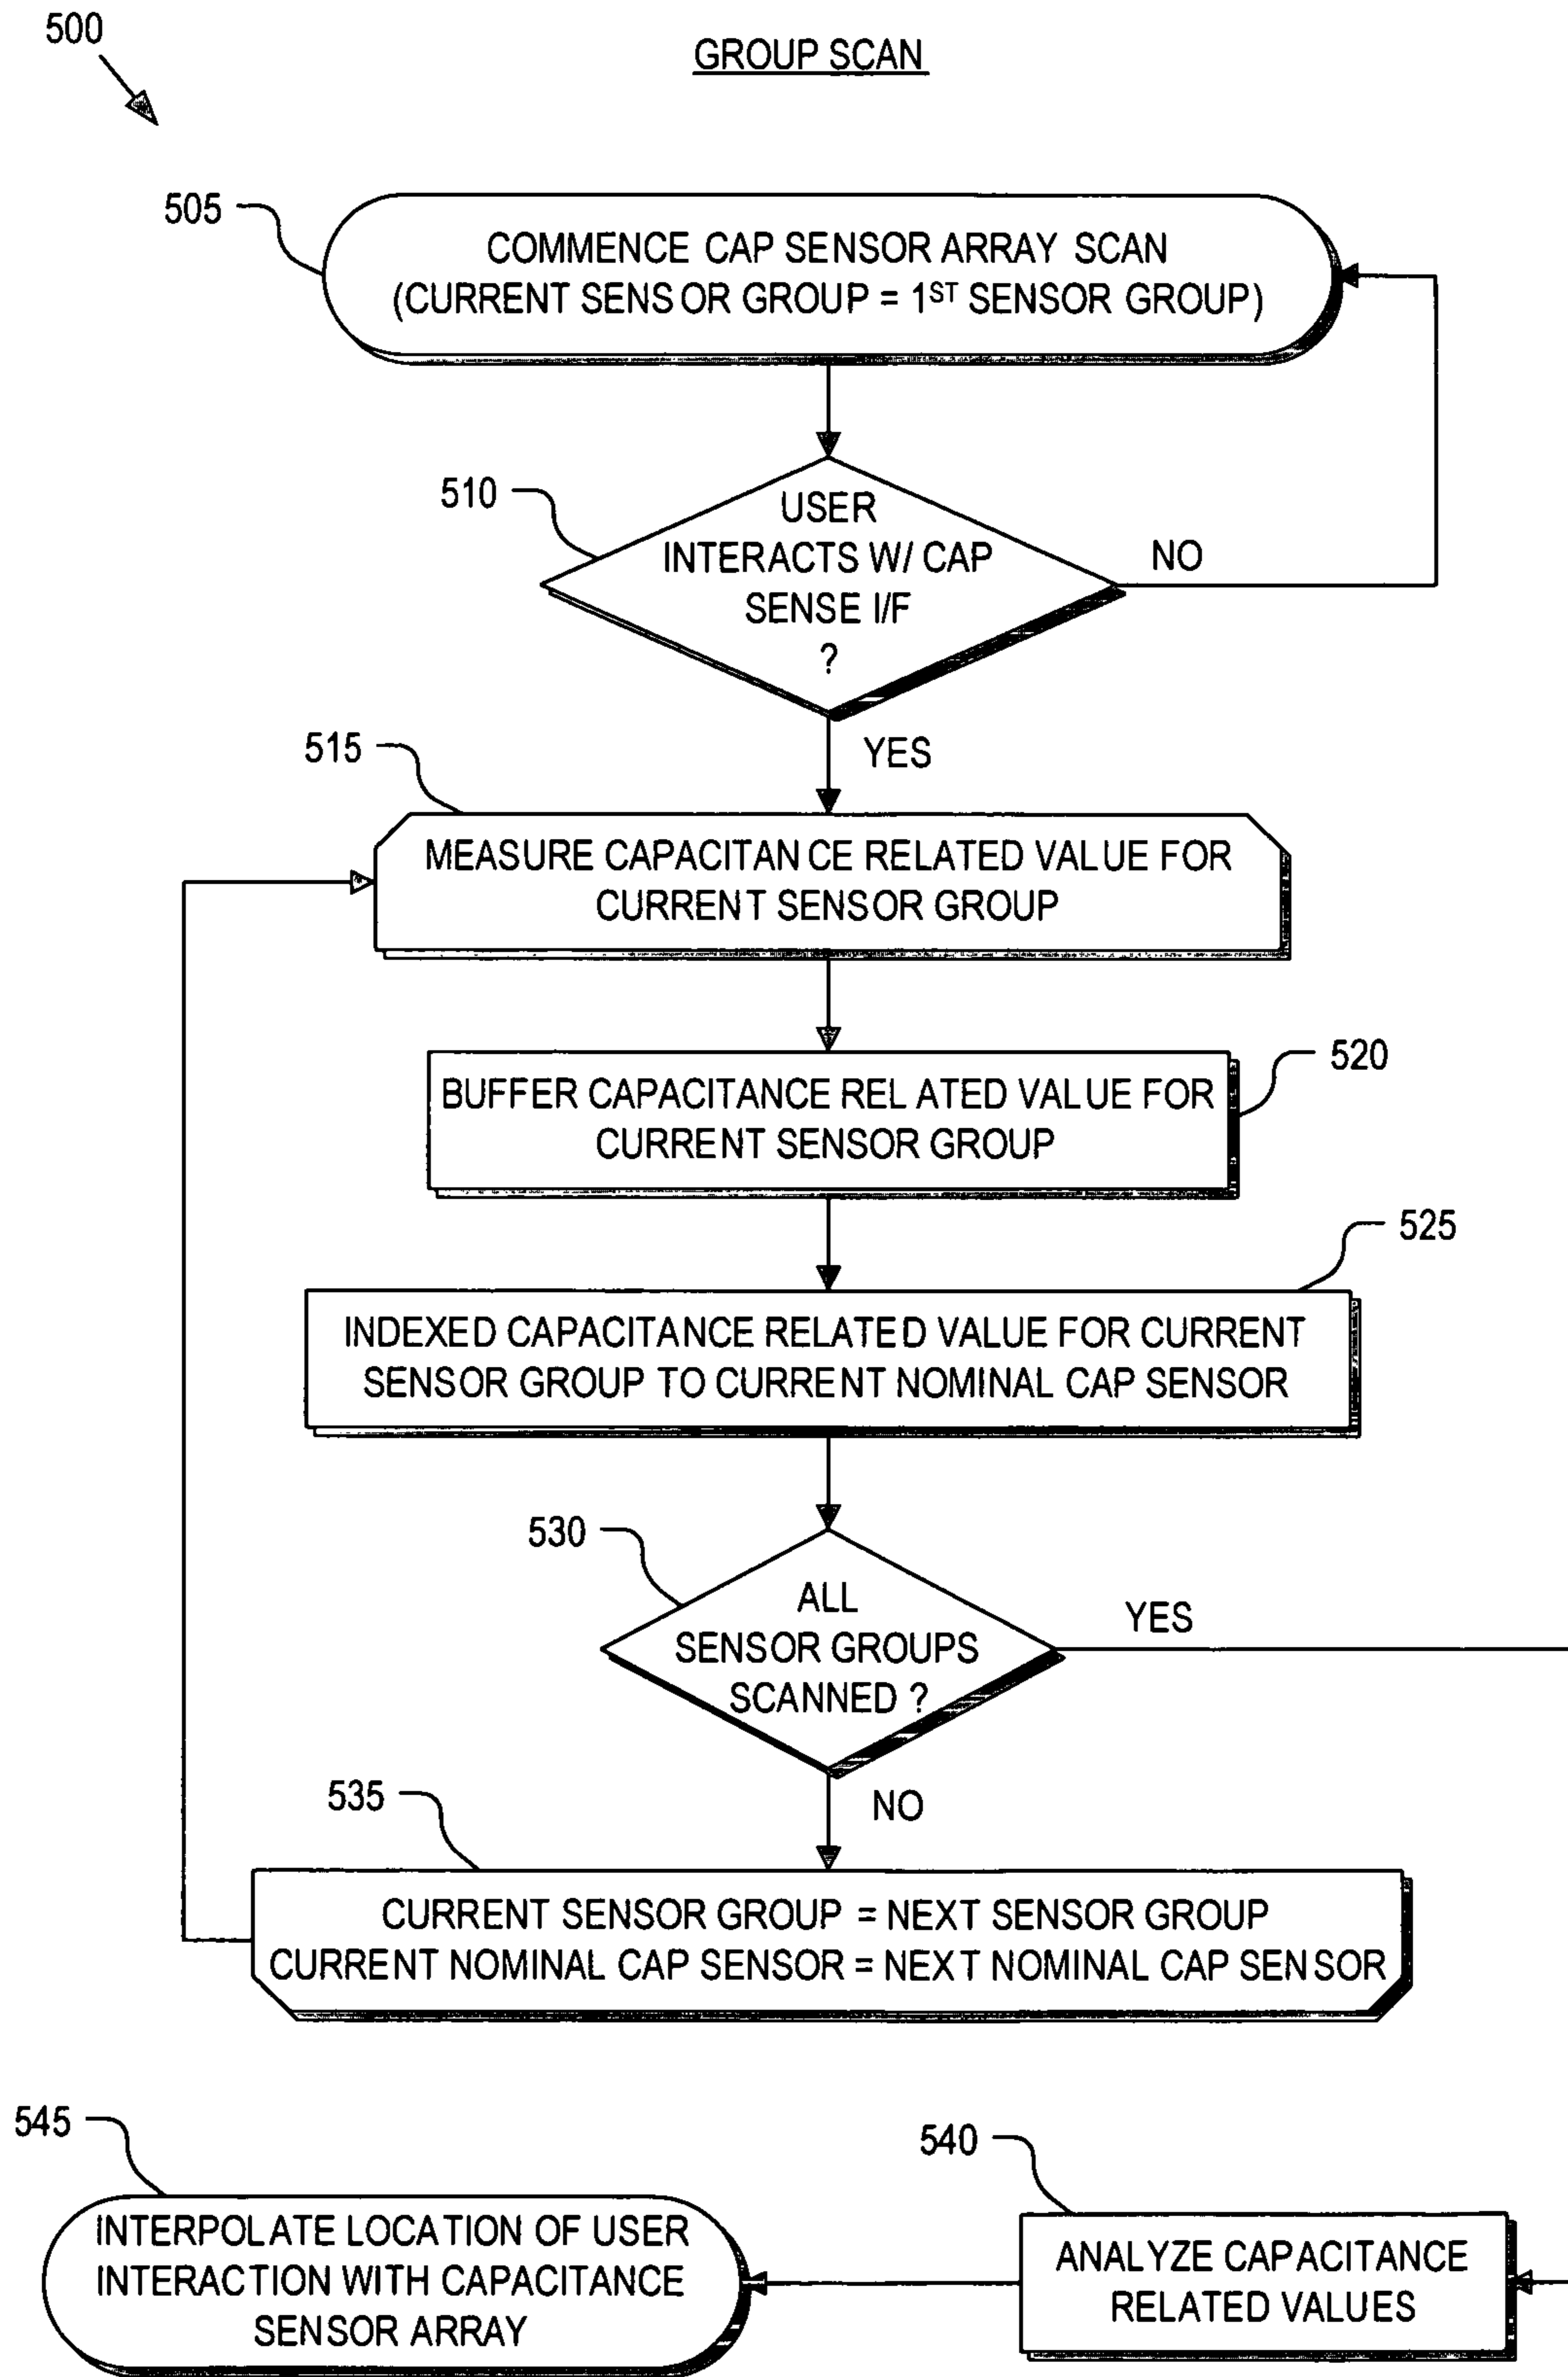 500
GROUP SCAN
505
COMMENCE CAP SENSOR ARRAY SCAN
(CURRENT SENSOR GROUP = 1ST SENSOR GROUP)
510
USER
INTERACTS W/ CAP
SENSE I/F
?
NO
YES
515
MEASURE CAPACITANCE RELATED VALUE FOR
CURRENT SENSOR GROUP
520
BUFFER CAPACITANCE RELATED VALUE FOR
CURRENT SENSOR GROUP
525
INDEXED CAPACITANCE RELATED VALUE FOR CURRENT
SENSOR GROUP TO CURRENT NOMINAL CAP SENSOR
530
ALL
SENSOR GROUPS
SCANNED ?
YES
NO
535
CURRENT SENSOR GROUP = NEXT SENSOR GROUP
CURRENT NOMINAL CAP SENSOR = NEXT NOMINAL CAP SENSOR
545
INTERPOLATE LOCATION OF USER
INTERACTION WITH CAPACITANCE
SENSOR ARRAY
540
ANALYZE CAPACITANCE
RELATED VALUES